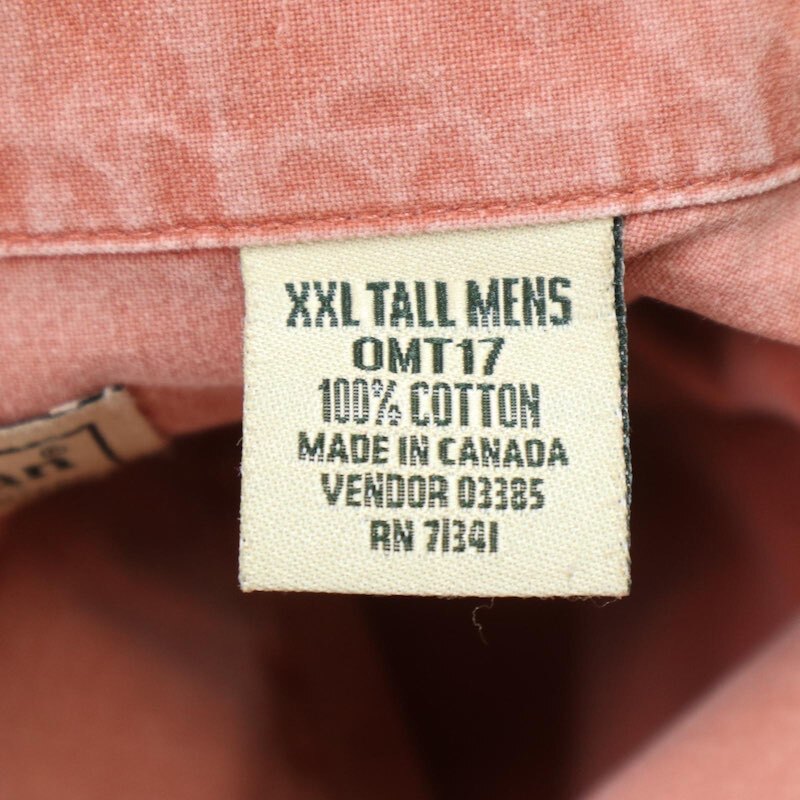 XXL TALL MENS
OMT17
100% COTTON
MADE IN CANADA
VENDOR 03385
RN 71341